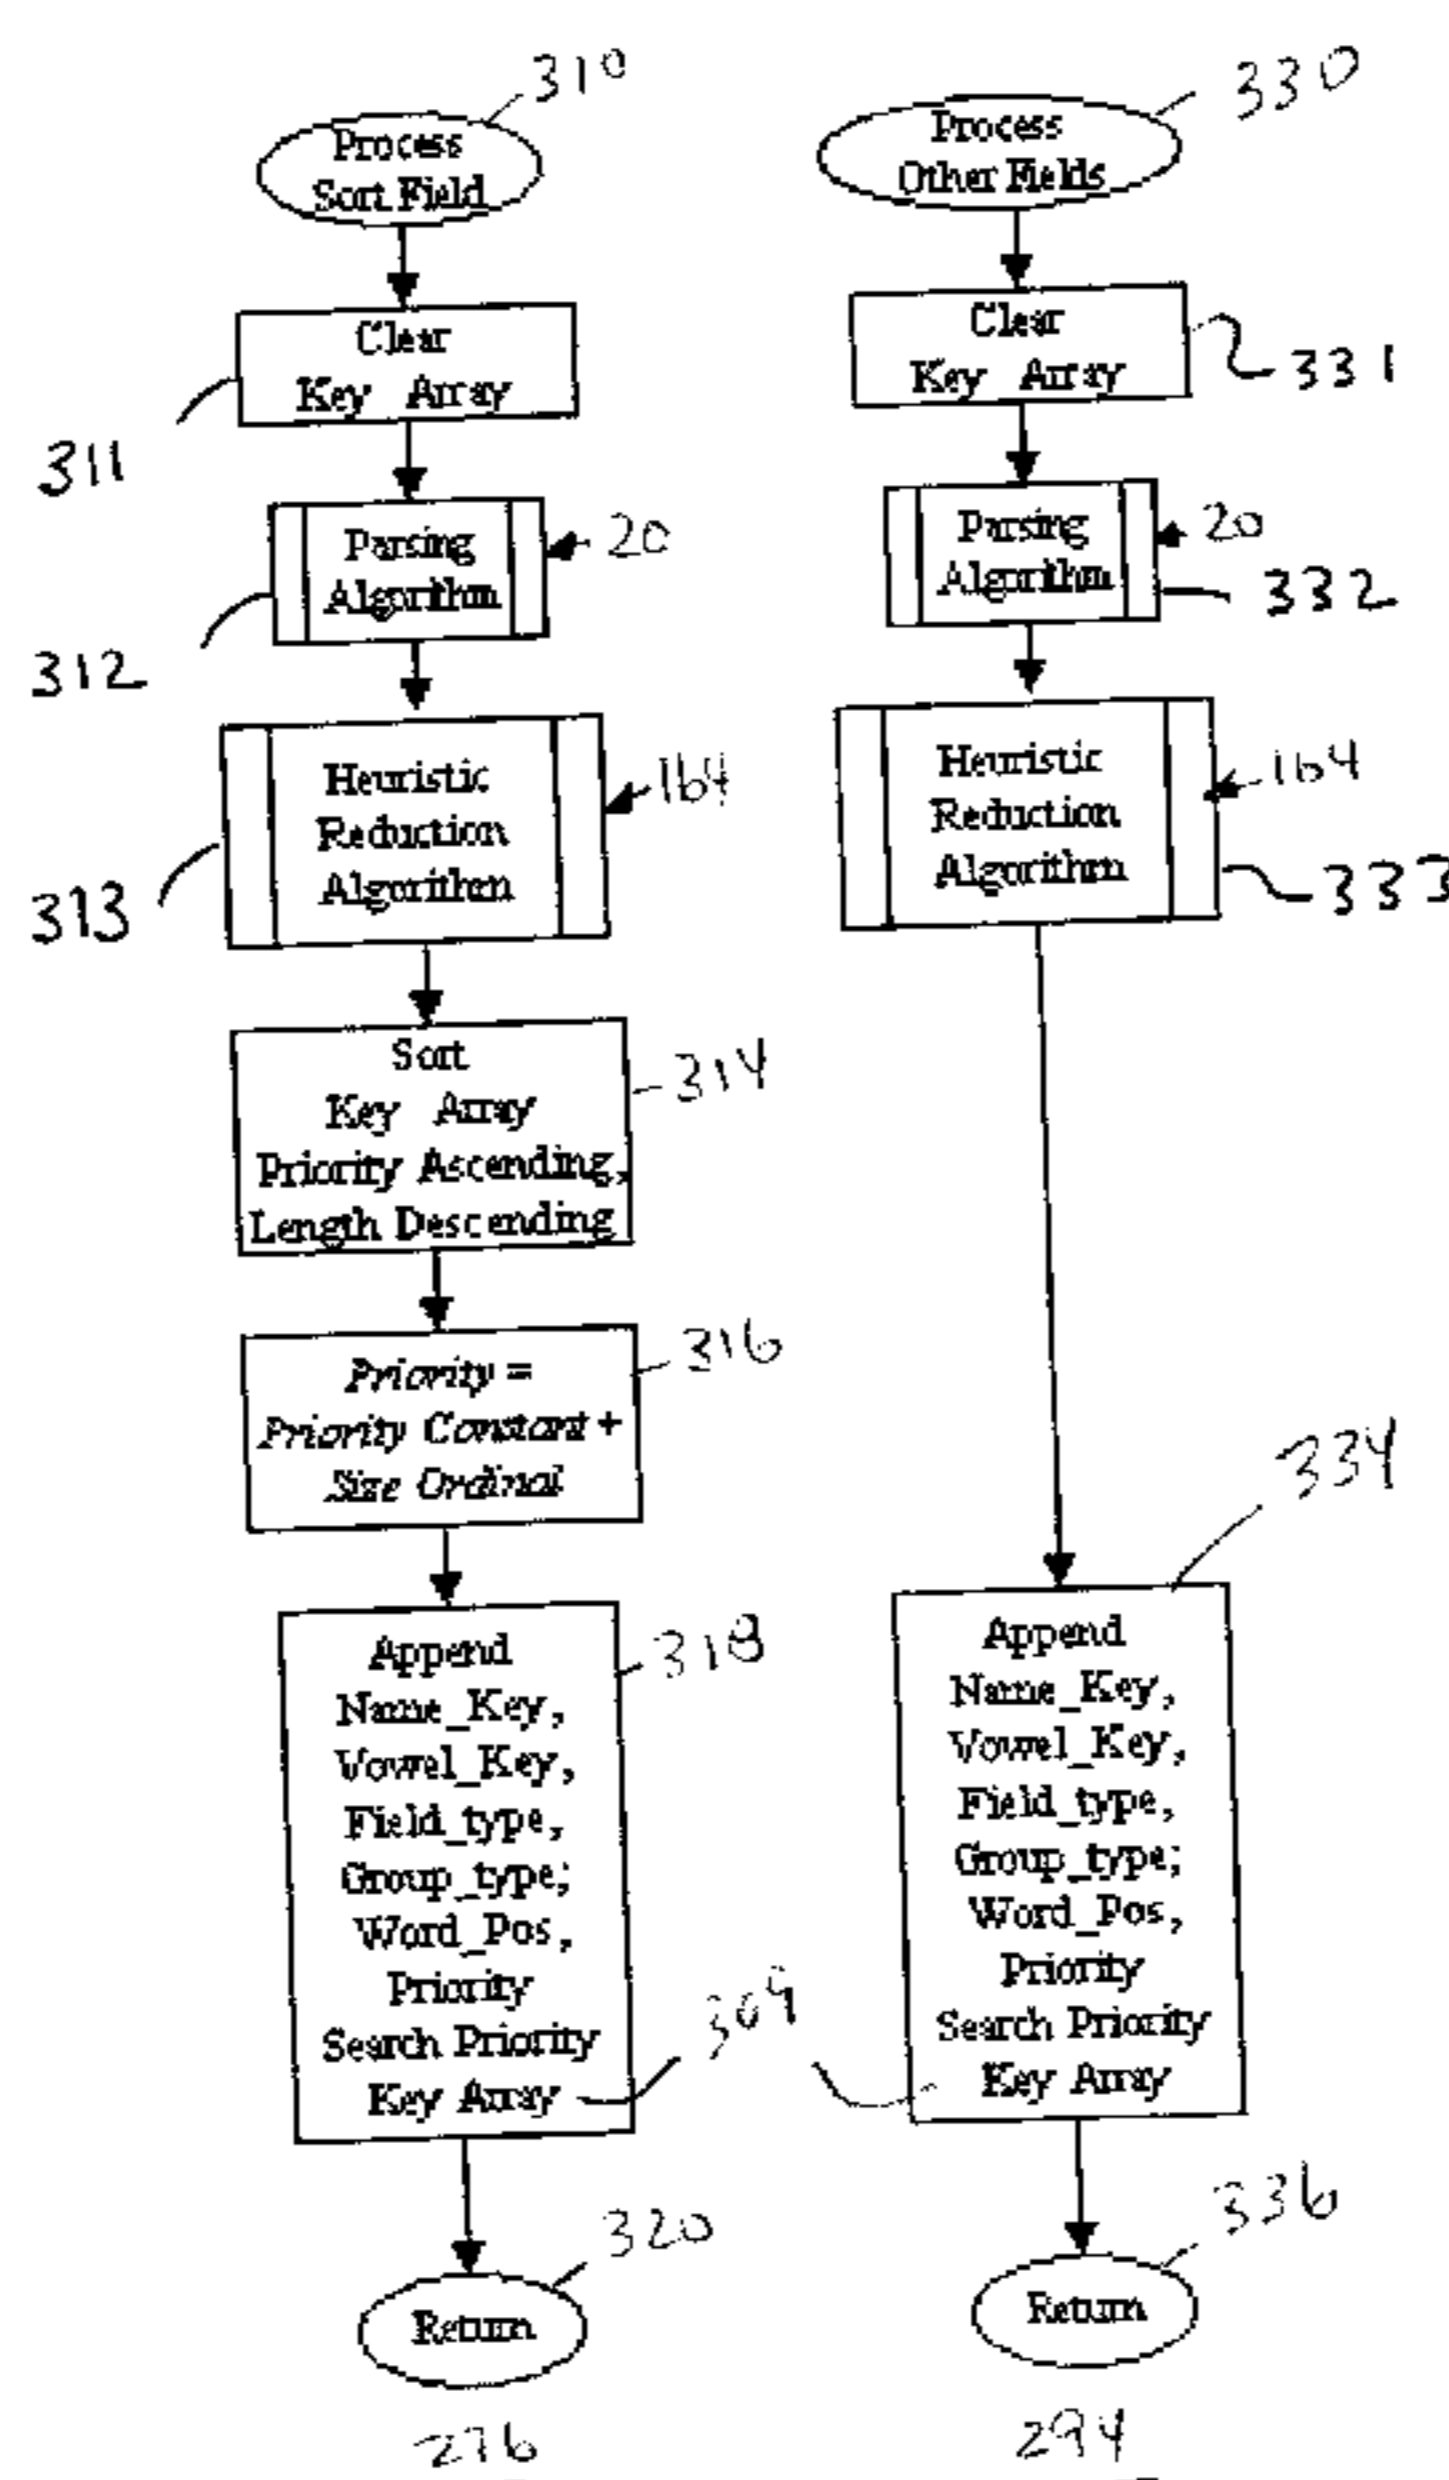 310
Process
Sort Field
Clear
Key Array
311
Parsing
Algorithm
20
312
Heuristic
Reduction
Algorithm
164
313
Sort
Key Array
Priority Ascending,
Length Descending
314
Priority =
Priority Constant +
Size Ordinal
316
Append
Name_Key,
Vowel_Key,
Field_type,
Group_type;
Word_Pos,
Priority
Search Priority
Key Array
318
309
Return
320
276
330
Process
Other Fields
Clear
Key Array
331
Parsing
Algorithm
20
332
Heuristic
Reduction
Algorithm
164
333
334
Append
Name_Key,
Vowel_Key,
Field_type,
Group_type;
Word_Pos,
Priority
Search Priority
Key Array
Return
336
294